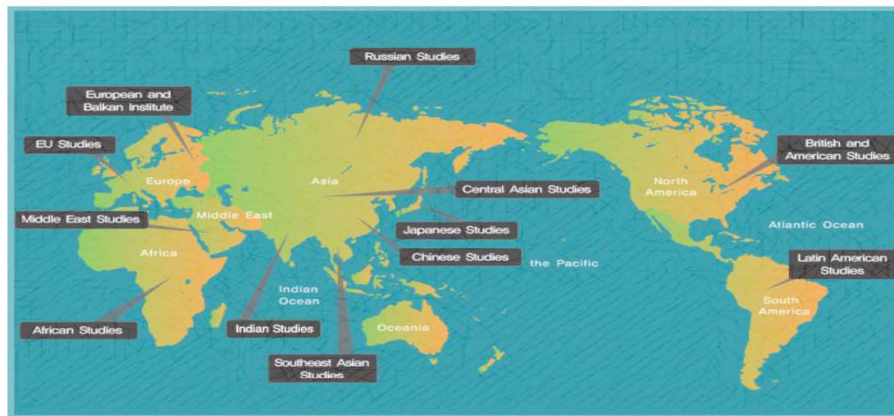 Russian Studies
European and
Balkan Institute
EU Studies
British and
American Studies
Europe
Asia
North
America
Central Asian Studies
Middle East Studies
Middle East
Japanese Studies
Atlantic Ocean
Africa
Chinese Studies
the Pacific
Latin American
Studies
Indian
Ocean
South
America
African Studies
Indian Studies
Oceania
Southeast Asian
Studies